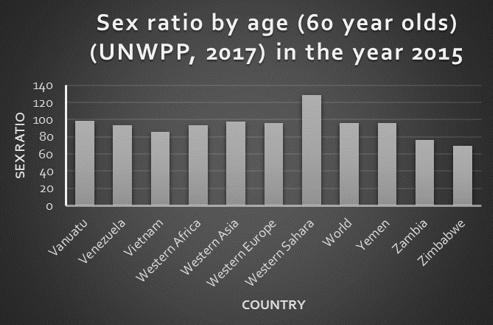 Sex ratio by age (60 year olds)
(UNWPP, 2017) in the year 2015
140
120
100
80
60
40
20
0
SEX RATIO
Vanuatu
Venezuela
Vietnam
Western Africa
Western Asia
Western Europe
Western Sahara
World
Yemen
Zambia
Zimbabwe
COUNTRY